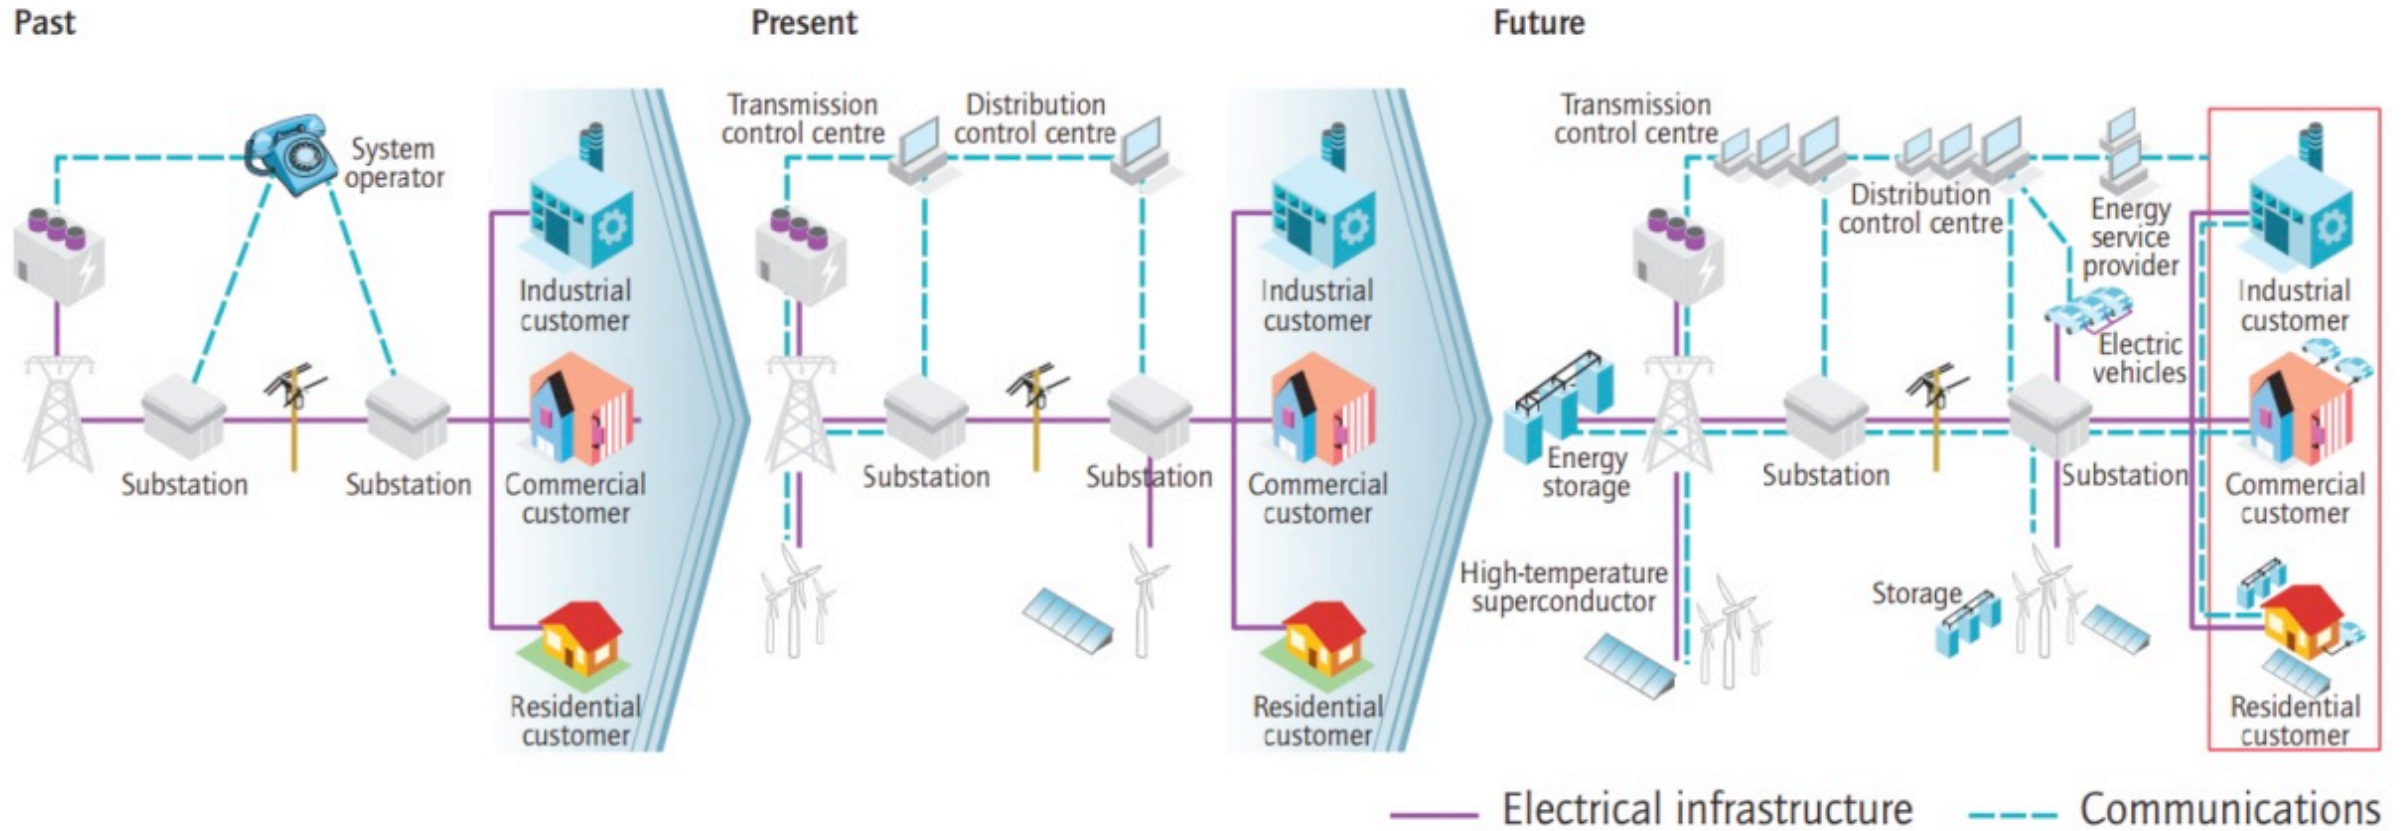 Past
System
operator
Substation
Substation
Industrial
customer
Commercial
customer
Residential
customer
Present
Transmission
control centre
Distribution
control centre
Substation
Substation
Industrial
customer
Commercial
customer
Residential
customer
Future
Transmission
control centre
Distribution
control centre
Energy
service
provider
Electric
vehicles
Energy
storage
Substation
Substation
High-temperature
superconductor
Storage
Industrial
customer
Commercial
customer
Residential
customer
Electrical infrastructure
Communications